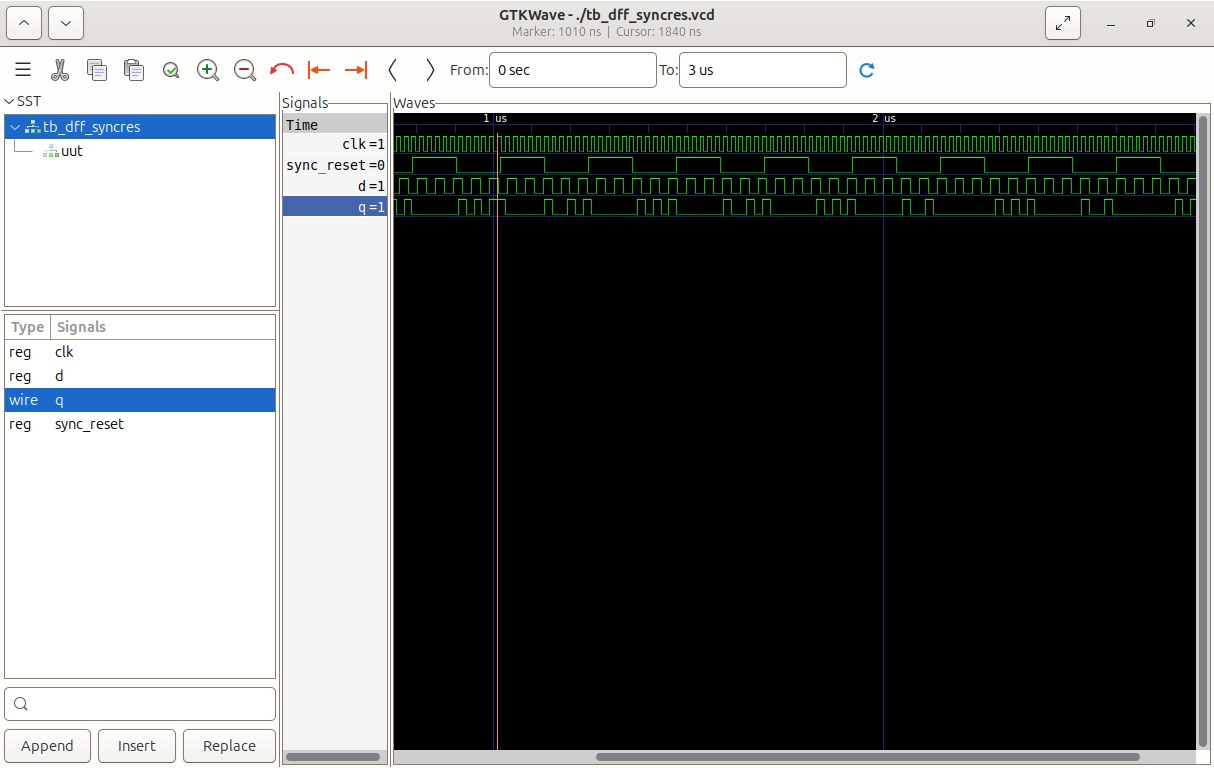 GTKWave - ./tb_dff_syncres.vcd
Marker: 1010 ns | Cursor: 1840 ns
From: 0 sec To: 3 us
SST
tb_dff_syncres
uut
Type Signals
reg clk
reg d
wire q
reg sync_reset
Append Insert Replace
Signals
Time
clk =1
sync_reset =0
d =1
q =1
Waves
1 us 2 us